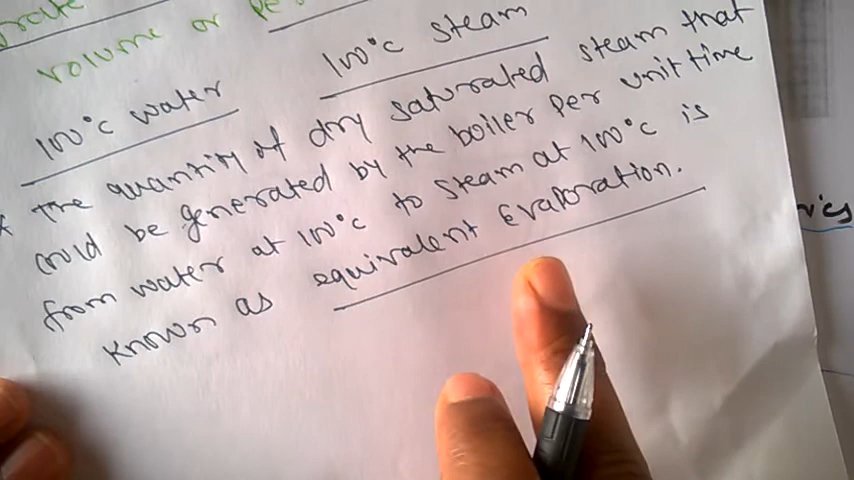 volume or pe
100°C water 100°C steam
* The quantity of dry saturated steam that
could be generated by the boiler per unit time
from water at 100°C to steam at 100°C is
known as equivalent Evaporation.